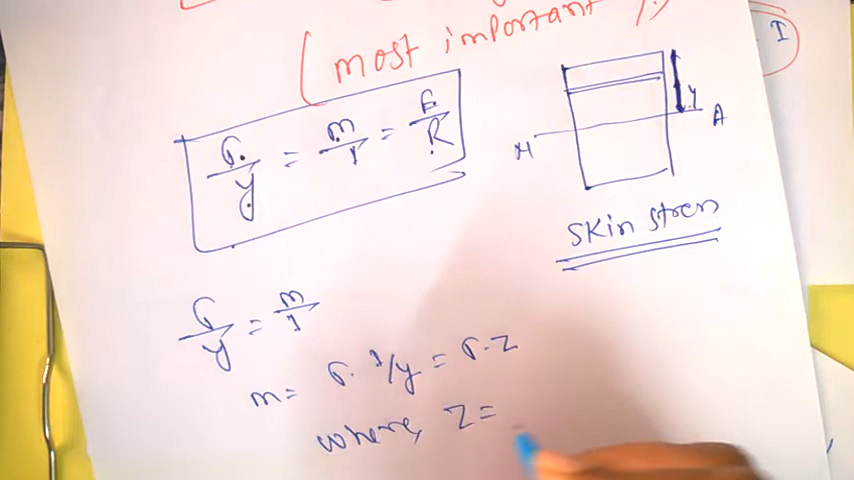 (most important
I
σ/y = m/I = E/R
y
N A
Skin stress
σ/y = m/I
m = σ. I/y = σ.z
where, z =